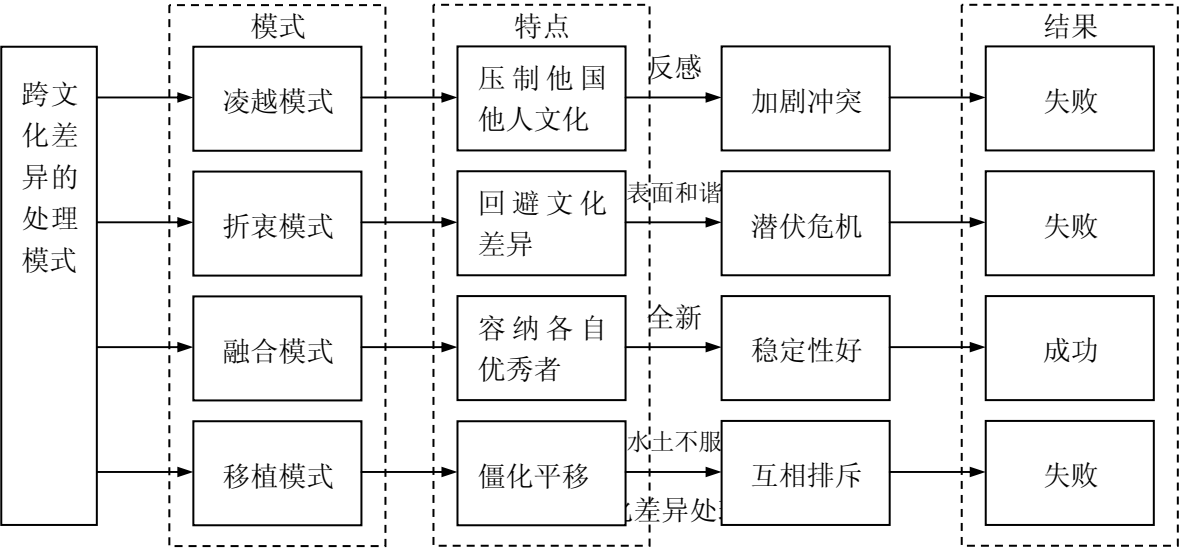 模式
特点
结果
跨文
化差
异的
处理
模式
凌越模式
压制他国
他人文化
反感
加剧冲突
失败
折衷模式
回避文化
差异
表面和谐
潜伏危机
失败
融合模式
容纳各自
优秀者
全新
稳定性好
成功
移植模式
僵化平移
水土不服
互相排斥
失败
差异处